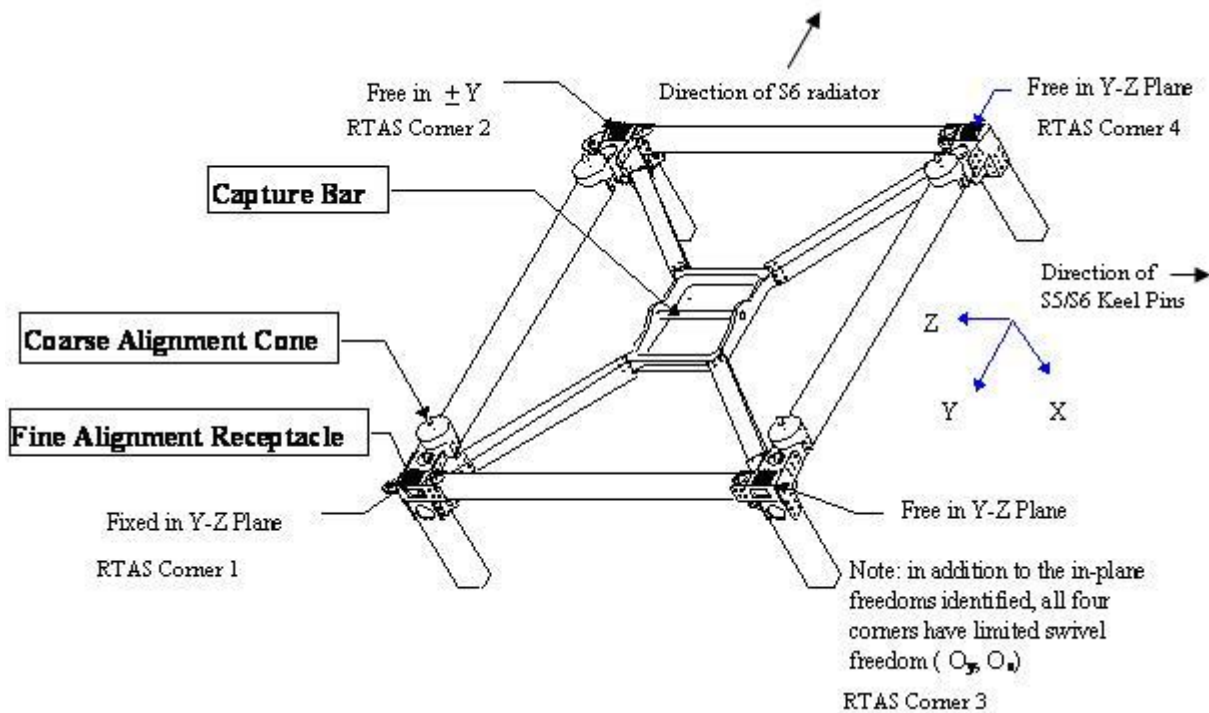 Direction of S6 radiator
Free in ± Y
RTAS Corner 2
Free in Y-Z Plane
RTAS Corner 4
Capture Bar
Direction of
S5/S6 Keel Pins
Z
Y
X
Coarse Alignment Cone
Fine Alignment Receptacle
Fixed in Y-Z Plane
RTAS Corner 1
Free in Y-Z Plane
Note: in addition to the in-plane
freedoms identified, all four
corners have limited swivel
freedom (
RTAS Corner 3